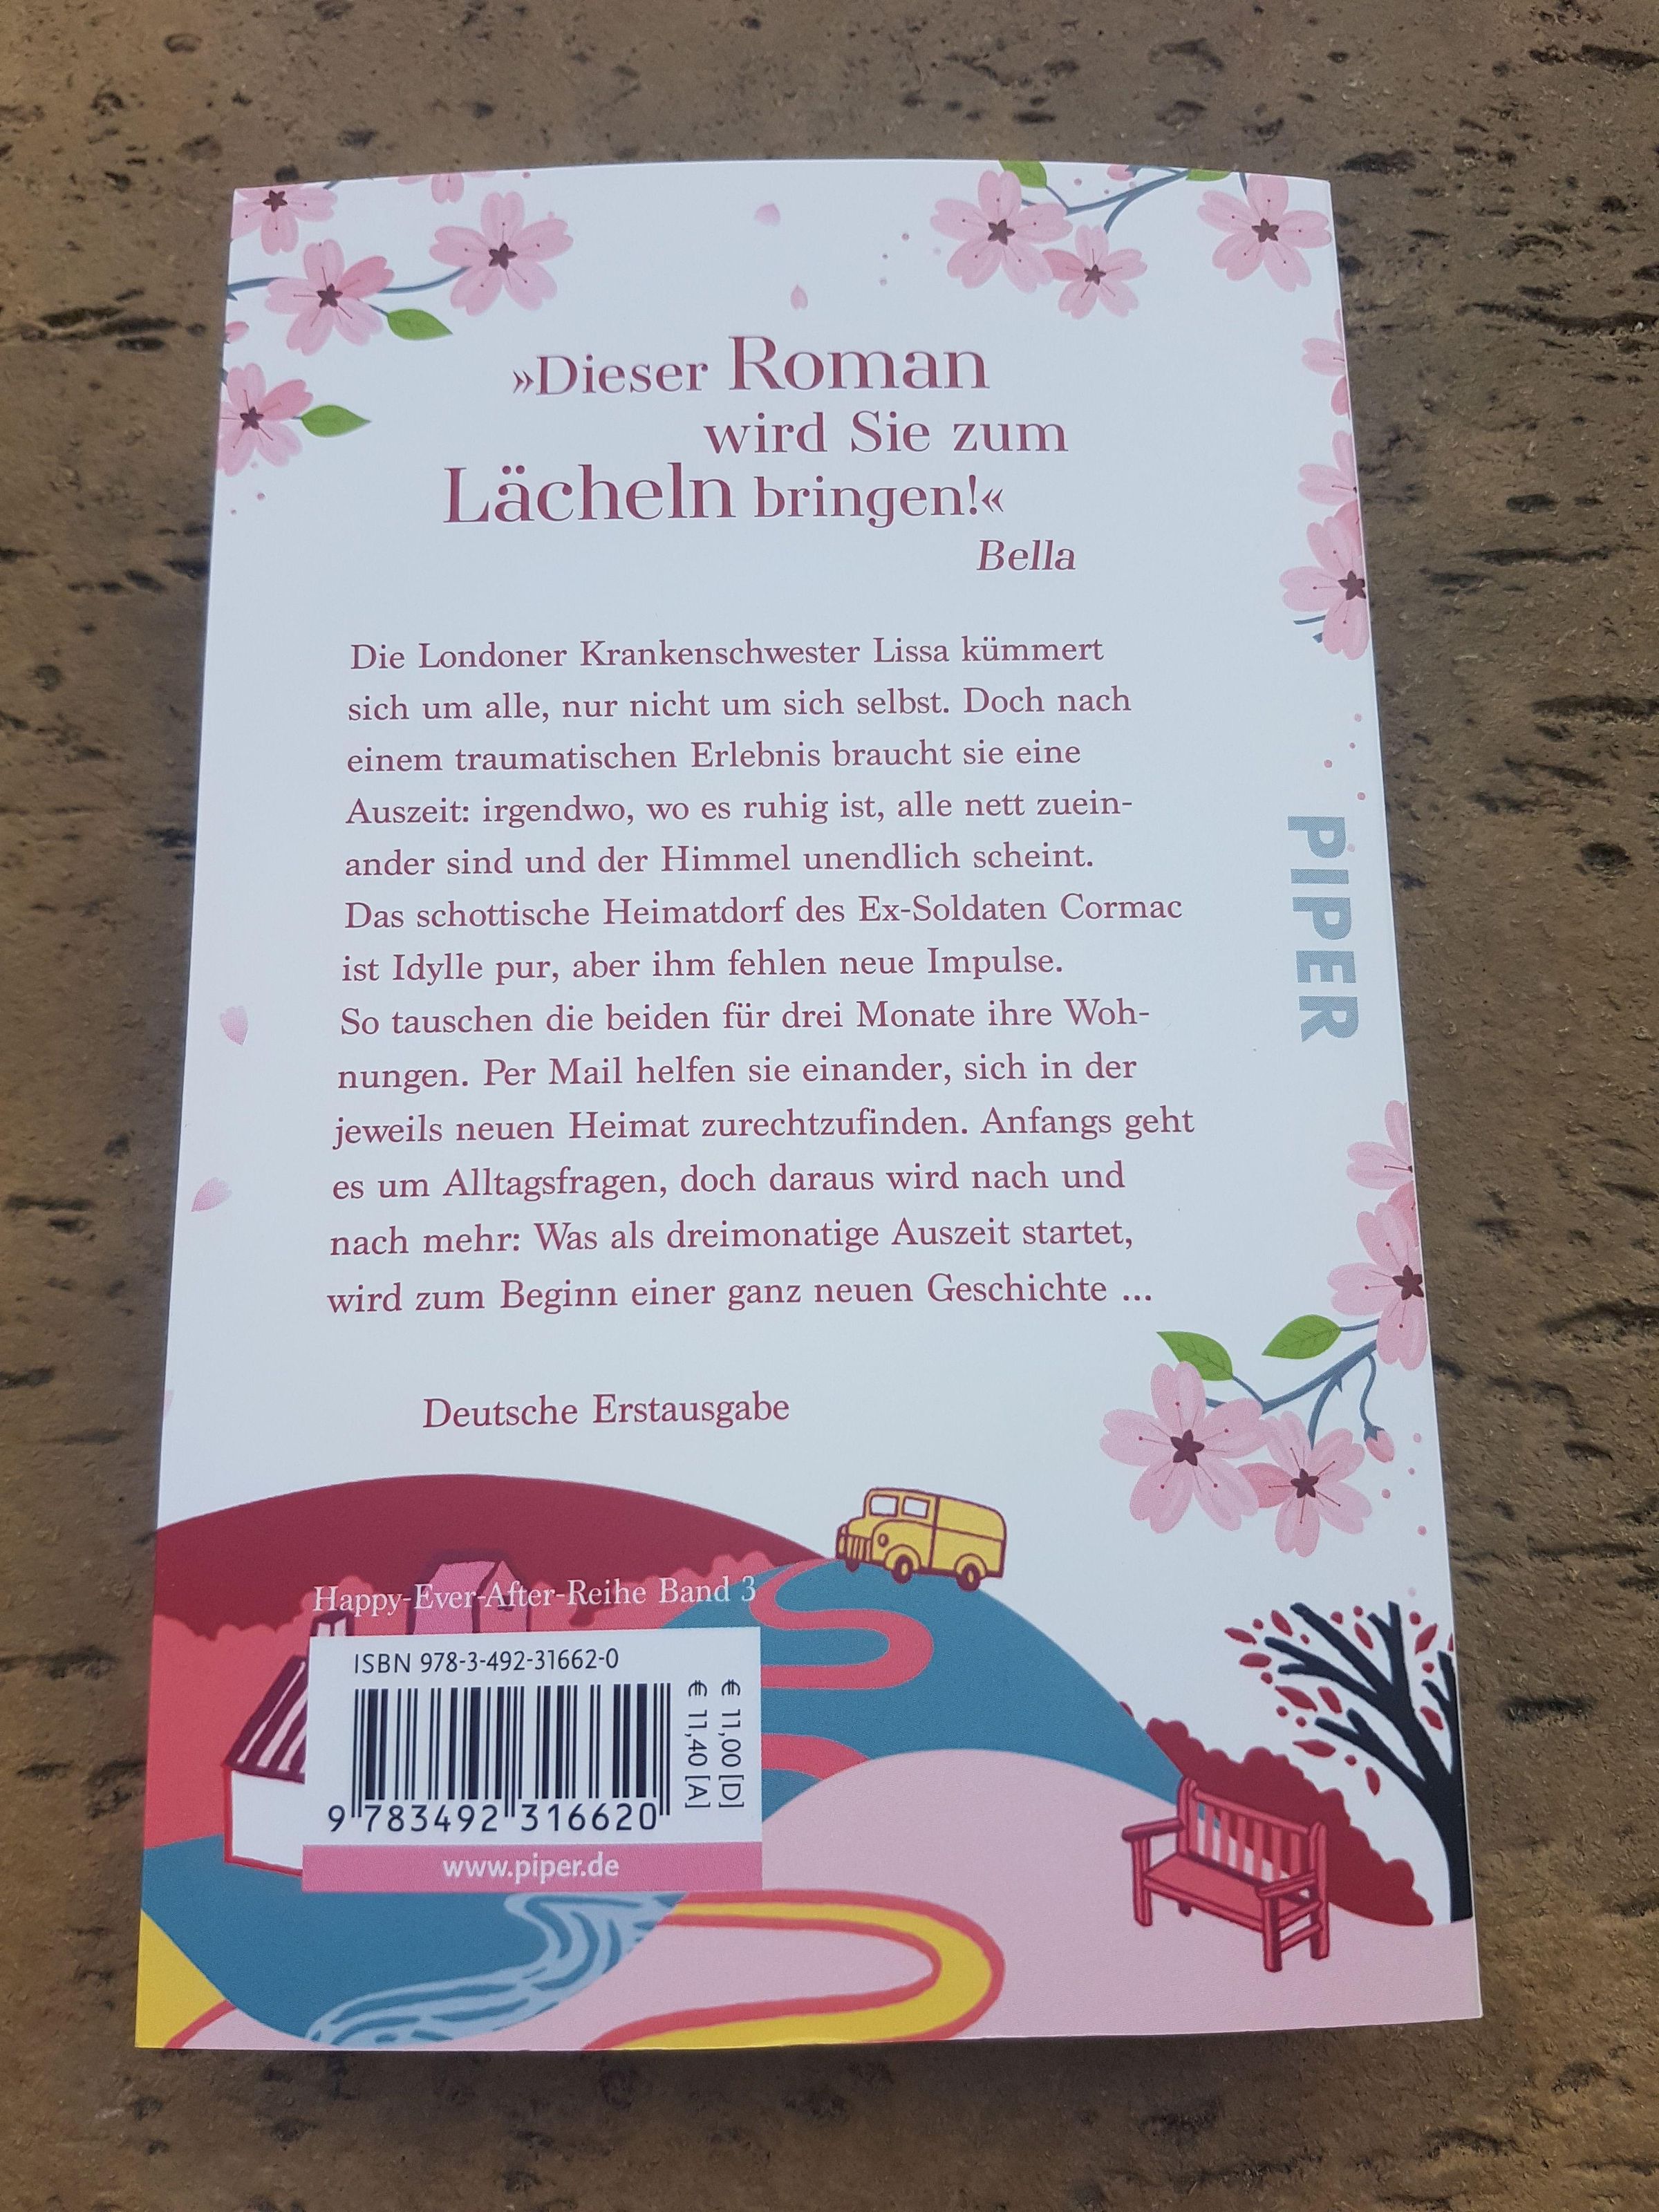 »Dieser Roman
wird Sie zum
Lächeln bringen!«
Bella
Die Londoner Krankenschwester Lissa kümmert
sich um alle, nur nicht um sich selbst. Doch nach
einem traumatischen Erlebnis braucht sie eine
Auszeit: irgendwo, wo es ruhig ist, alle nett zuein-
ander sind und der Himmel unendlich scheint.
Das schottische Heimatdorf des Ex-Soldaten Cormac
ist Idylle pur, aber ihm fehlen neue Impulse.
So tauschen die beiden für drei Monate ihre Woh-
nungen. Per Mail helfen sie einander, sich in der
jeweils neuen Heimat zurechtzufinden. Anfangs geht
es um Alltagsfragen, doch daraus wird nach und
nach mehr: Was als dreimonatige Auszeit startet,
wird zum Beginn einer ganz neuen Geschichte ...
PIPER
Deutsche Erstausgabe
Happy-Ever-After-Reihe Band 3
ISBN 978-3-492-31662-0
€ 11,00 [D]
€ 11,40 [A]
9 783492 316620
www.piper.de